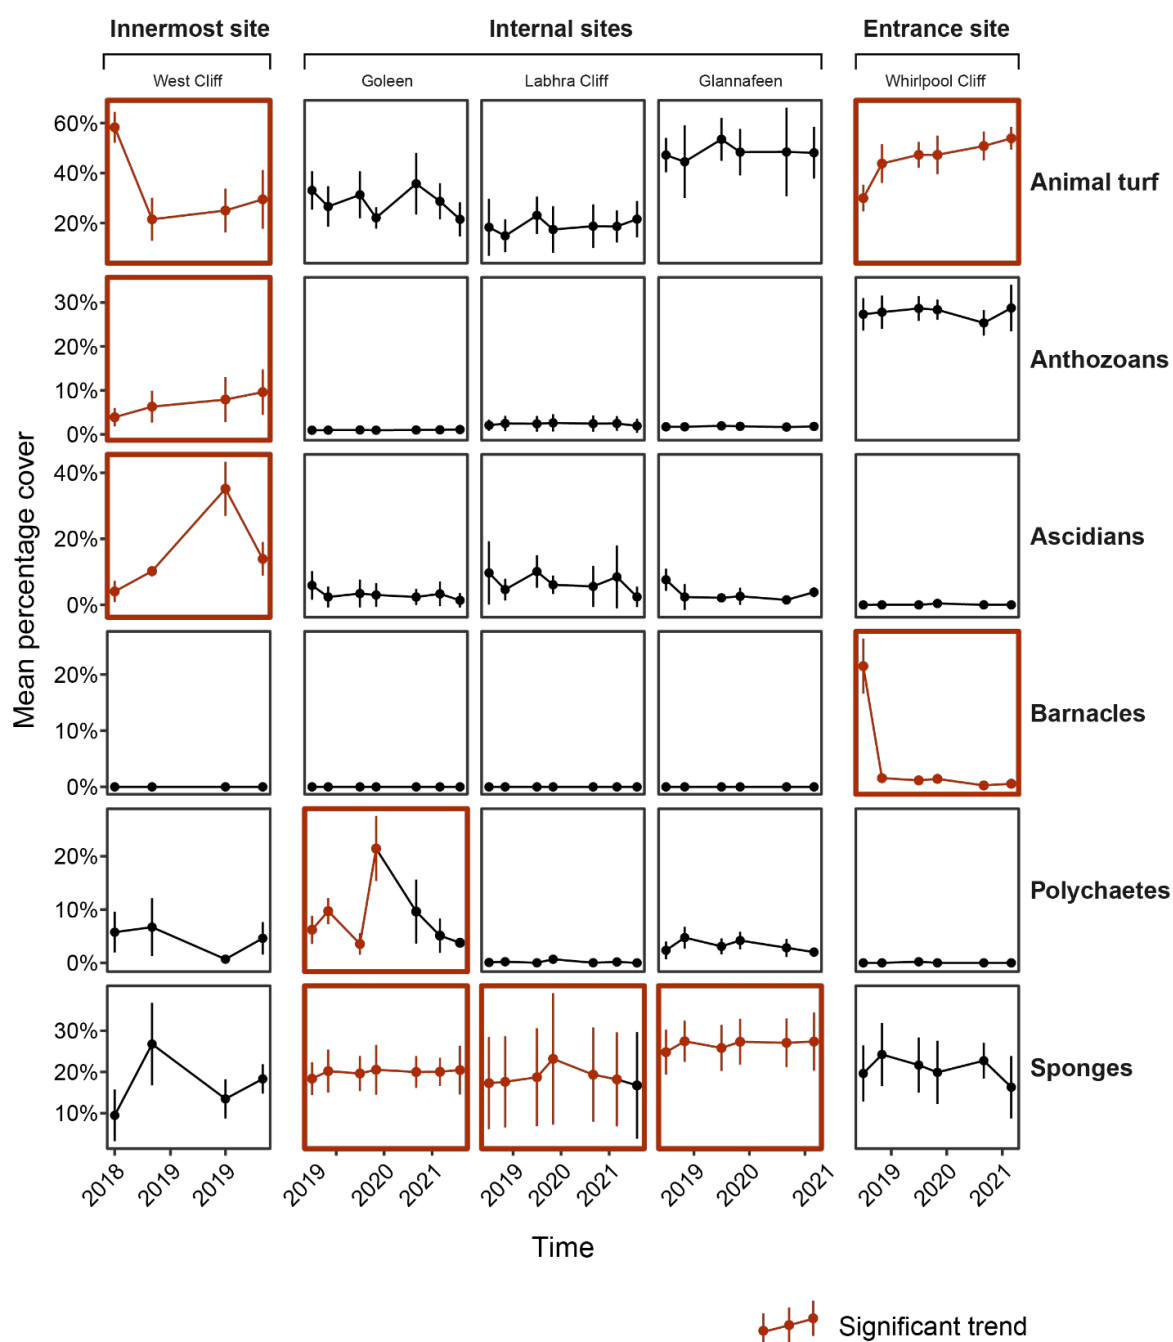 Innermost site Internal sites Entrance site
West Cliff Goleen Labhra Cliff Glannafeen Whirlpool Cliff
60%
40%
20%
Animal turf
30%
20%
10%
0%
Anthozoans
40%
20%
0%
Ascidians
20%
10%
0%
Barnacles
20%
10%
0%
Polychaetes
30%
20%
10%
Sponges
Mean percentage cover
2018 2019 2019 2019 2020 2021 2019 2020 2021 2019 2020 2021 2019 2020 2021
Time
Significant trend